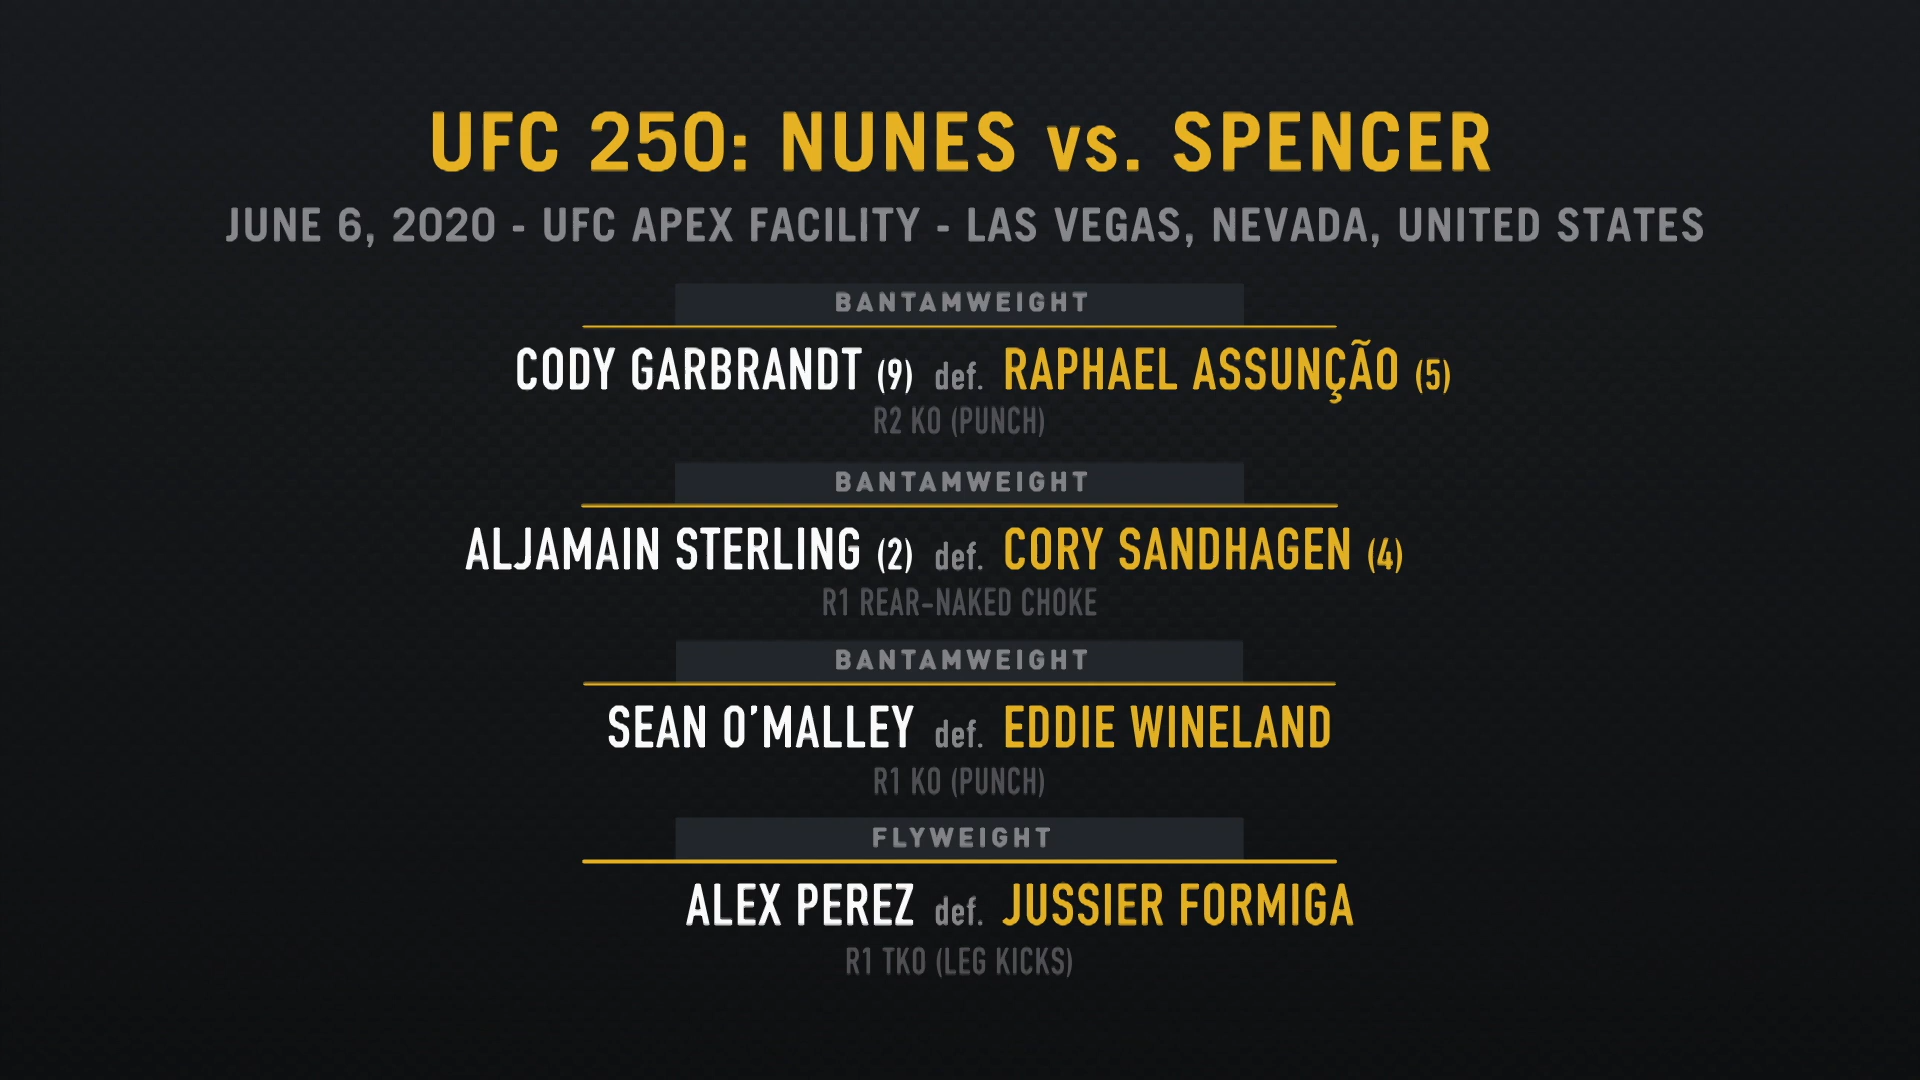 UFC 250: NUNES vs. SPENCER
JUNE 6, 2020 - UFC APEX FACILITY - LAS VEGAS, NEVADA, UNITED STATES
BANTAMWEIGHT
CODY GARBRANDT (9) def. RAPHAEL ASSUNÇÃO (5)
R2 KO (PUNCH)
BANTAMWEIGHT
ALJAMAIN STERLING (2) def. CORY SANDHAGEN (4)
R1 REAR-NAKED CHOKE
BANTAMWEIGHT
SEAN O'MALLEY def. EDDIE WINELAND
R1 KO (PUNCH)
FLYWEIGHT
ALEX PEREZ def. JUSSIER FORMIGA
R1 TKO (LEG KICKS)